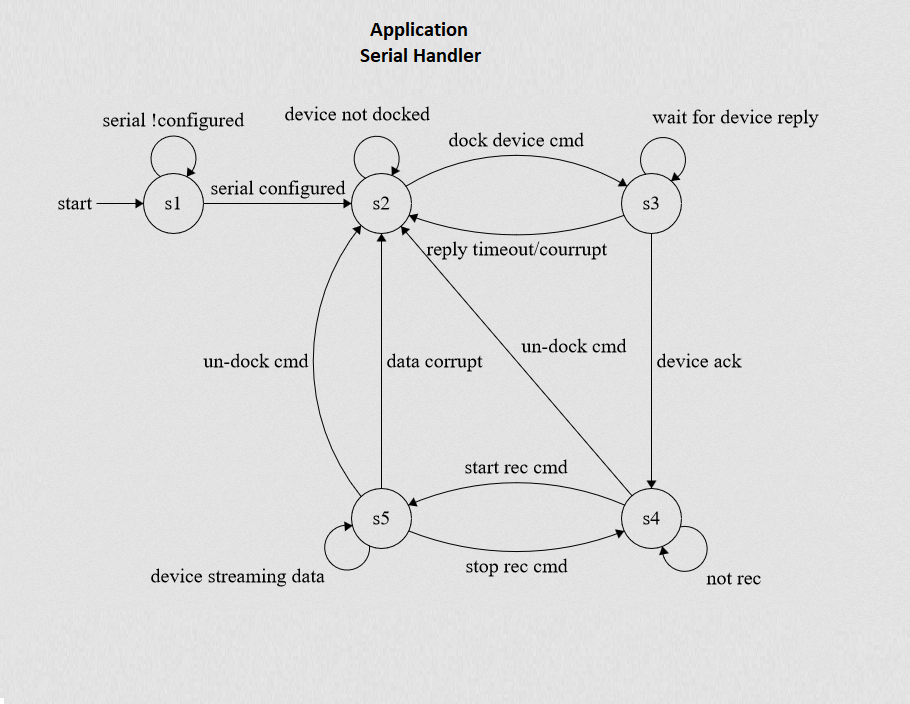 Application
Serial Handler
serial !configured
device not docked
dock device cmd
wait for device reply
start
s1
serial configured
s2
s3
reply timeout/courrupt
un-dock cmd
data corrupt
un-dock cmd
device ack
start rec cmd
s5
s4
stop rec cmd
device streaming data
not rec